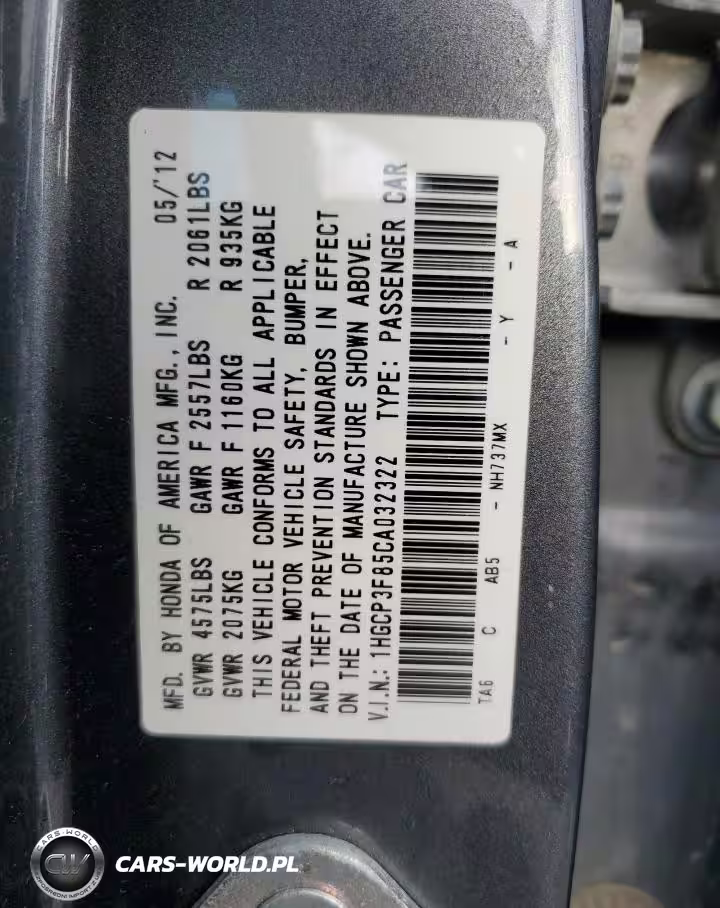 MFD. BY HONDA OF AMERICA MFG., INC. 05/'12
GVWR 4575LBS GAWR F 2557LBS R 2061LBS
GVWR 2075KG GAWR F 1160KG R 935KG
THIS VEHICLE CONFORMS TO ALL APPLICABLE
FEDERAL MOTOR VEHICLE SAFETY, BUMPER,
AND THEFT PREVENTION STANDARDS IN EFFECT
ON THE DATE OF MANUFACTURE SHOWN ABOVE.
V.I.N.: 1HGCP3F85CA032322 TYPE: PASSENGER CAR
TA6 C AB5 - NH737MX - Y - A
CARS-WORLD
CARS-WORLD.PL